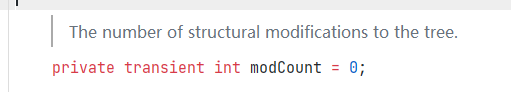 The number of structural modifications to the tree.
private transient int modCount = 0;